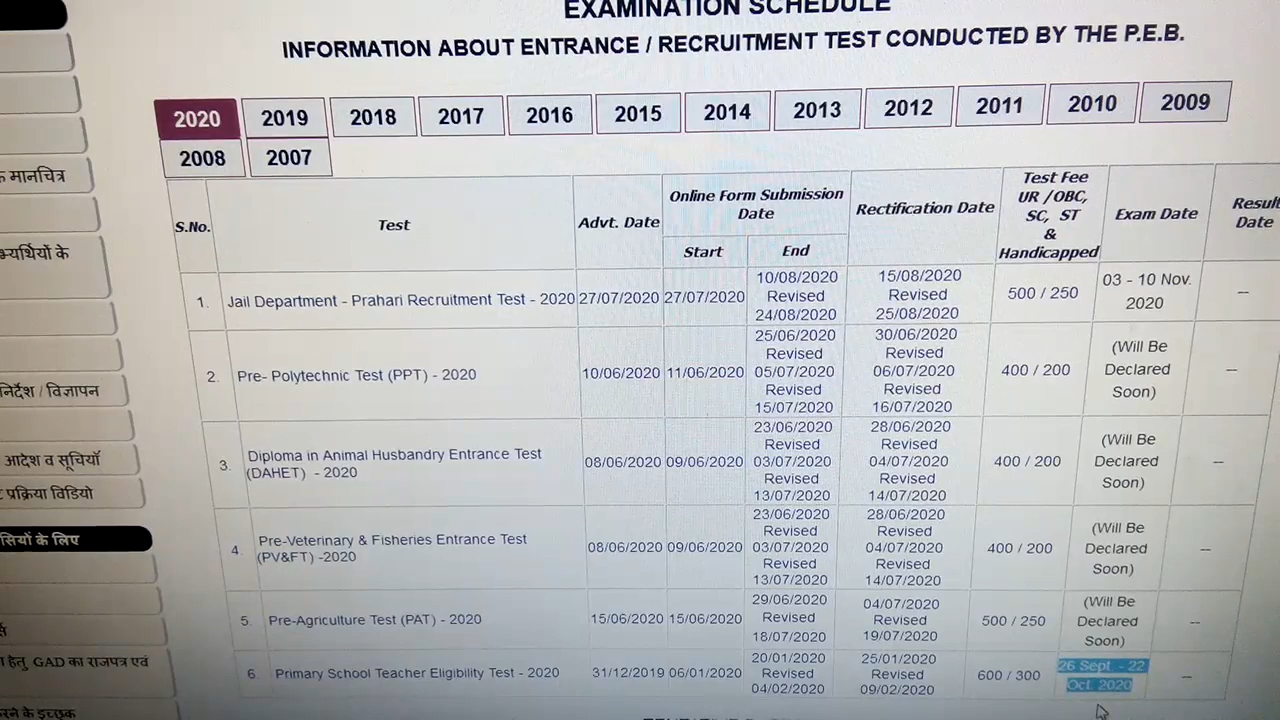 EXAMINATION SCHEDULE
INFORMATION ABOUT ENTRANCE / RECRUITMENT TEST CONDUCTED BY THE P.E.B.
2020 2019 2018 2017 2016 2015 2014 2013 2012 2011 2010 2009
2008 2007
S.No. Test Advt. Date Online Form Submission Date Start End Rectification Date Test Fee UR /OBC, SC, ST & Handicapped Exam Date Result Date
1. Jail Department - Prahari Recruitment Test - 2020 27/07/2020 27/07/2020 10/08/2020 Revised 24/08/2020 15/08/2020 Revised 25/08/2020 500 / 250 03 - 10 Nov. 2020 --
2. Pre- Polytechnic Test (PPT) - 2020 10/06/2020 11/06/2020 25/06/2020 Revised 05/07/2020 Revised 15/07/2020 30/06/2020 Revised 06/07/2020 Revised 16/07/2020 400 / 200 (Will Be Declared Soon) --
3. Diploma in Animal Husbandry Entrance Test (DAHET) - 2020 08/06/2020 09/06/2020 23/06/2020 Revised 03/07/2020 Revised 13/07/2020 28/06/2020 Revised 04/07/2020 Revised 14/07/2020 400 / 200 (Will Be Declared Soon) --
4. Pre-Veterinary & Fisheries Entrance Test (PV&FT) -2020 08/06/2020 09/06/2020 23/06/2020 Revised 03/07/2020 Revised 13/07/2020 28/06/2020 Revised 04/07/2020 Revised 14/07/2020 400 / 200 (Will Be Declared Soon) --
5. Pre-Agriculture Test (PAT) - 2020 15/06/2020 15/06/2020 29/06/2020 Revised 18/07/2020 04/07/2020 Revised 19/07/2020 500 / 250 (Will Be Declared Soon) --
6. Primary School Teacher Eligibility Test - 2020 31/12/2019 06/01/2020 20/01/2020 Revised 04/02/2020 25/01/2020 Revised 09/02/2020 600 / 300 26 Sept. - 22 Oct. 2020 --
मानचित्र
के
निर्देश / विज्ञापन
आदेश व सूचियाँ
प्रक्रिया विडियो
के लिए
हेतु GAD का राजपत्र एवं
के इच्छुक